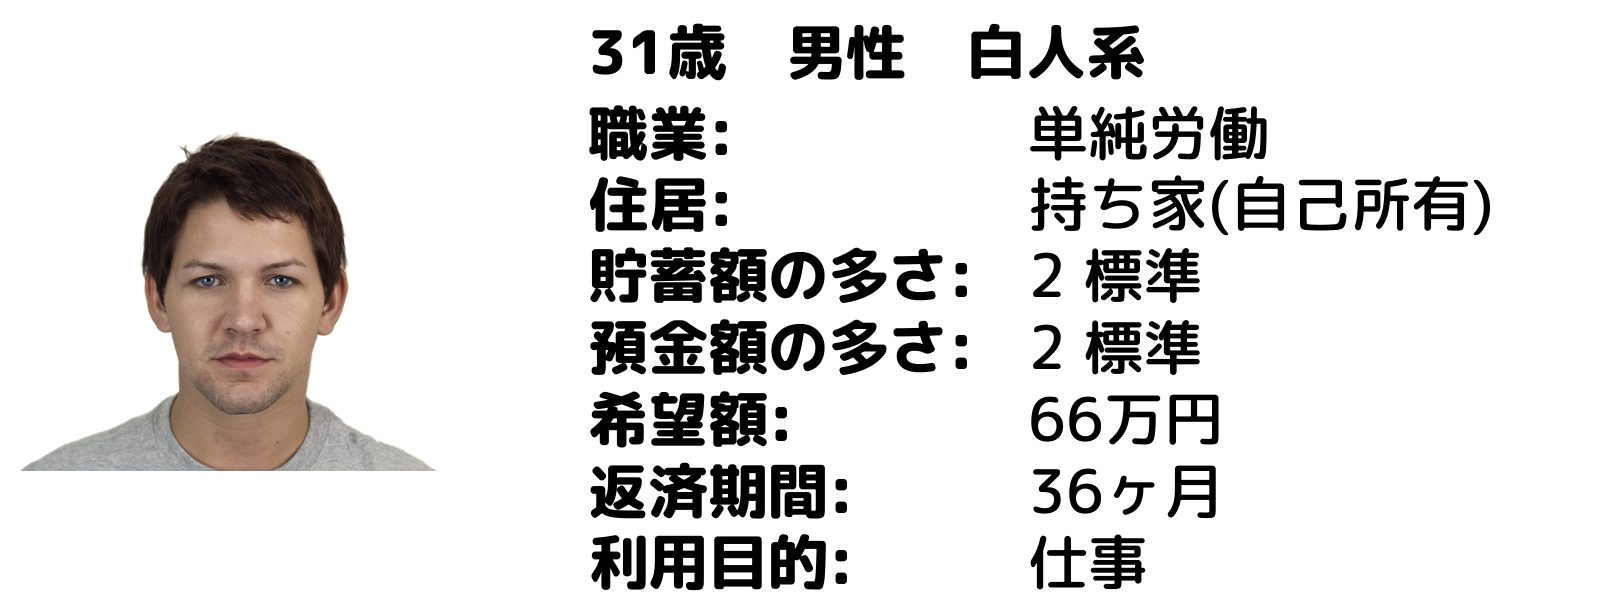 31歳　男性　白人系
職業: 単純労働
住居: 持ち家(自己所有)
貯蓄額の多さ: 2 標準
預金額の多さ: 2 標準
希望額: 66万円
返済期間: 36ヶ月
利用目的: 仕事